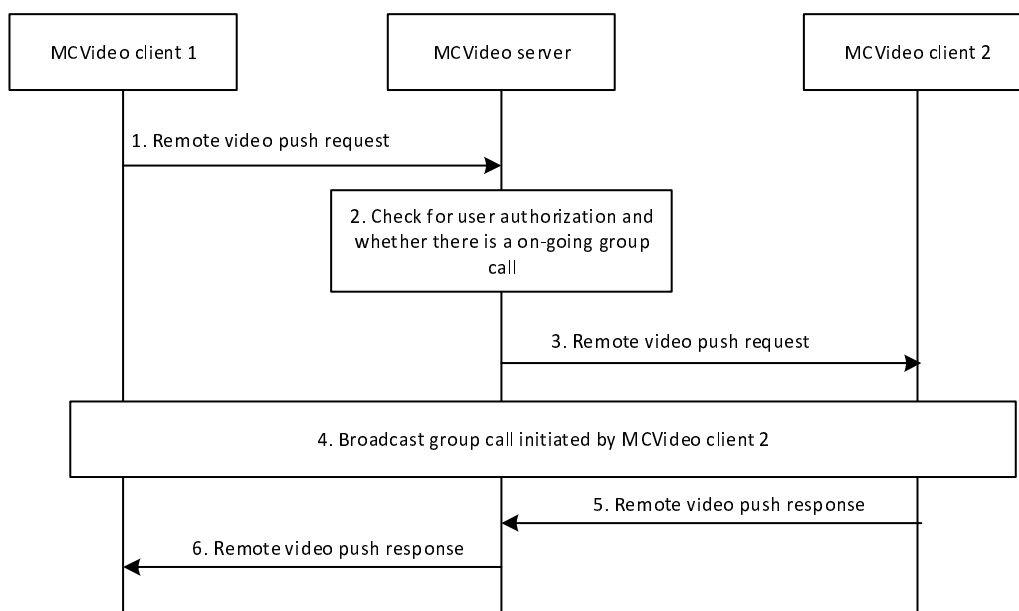 MCVideo client 1
MCVideo server
MCVideo client 2
1. Remote video push request
2. Check for user authorization and
whether there is a on-going group
call
3. Remote video push request
4. Broadcast group call initiated by MCVideo client 2
5. Remote video push response
6. Remote video push response